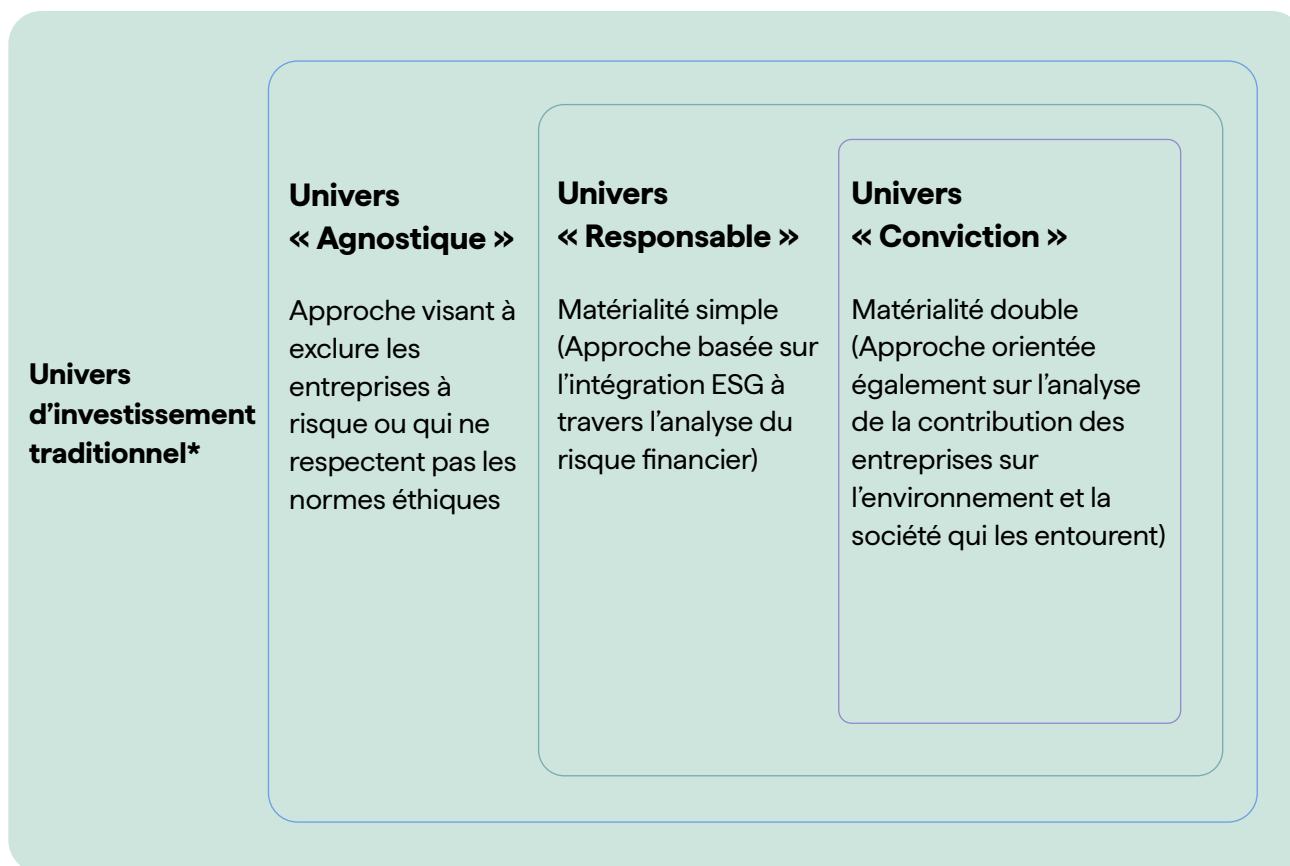 Univers
d’investissement
traditionnel*
Univers
« Agnostique »
Approche visant à
exclure les
entreprises à
risque ou qui ne
respectent pas les
normes éthiques
Univers
« Responsable »
Matérialité simple
(Approche basée sur
l’intégration ESG à
travers l’analyse du
risque financier)
Univers
« Conviction »
Matérialité double
(Approche orientée
également sur l’analyse
de la contribution des
entreprises sur
l’environnement et la
société qui les entourent)